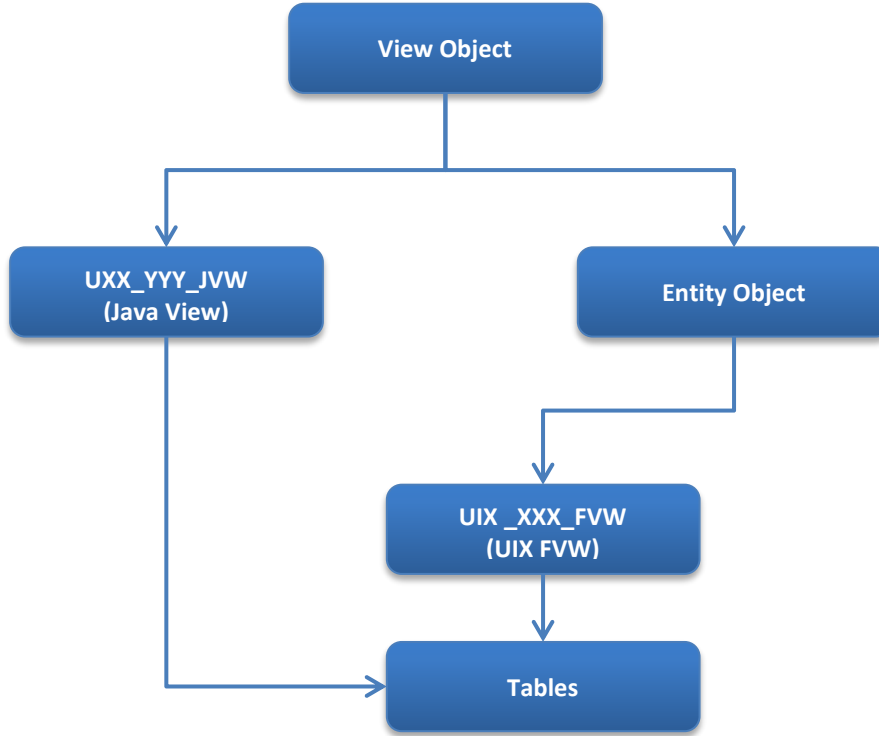 View Object
UXX_YYY_JVW
(Java View)
Entity Object
UIX _XXX_FVW
(UIX FVW)
Tables